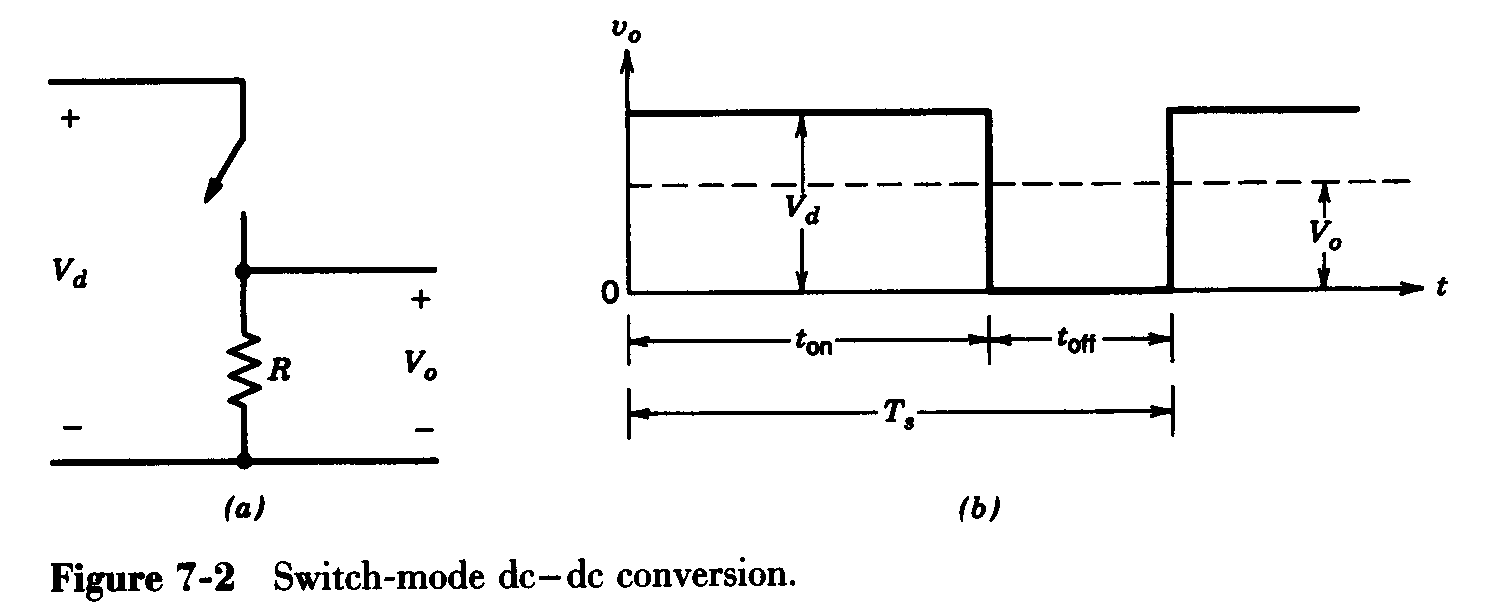 +
V_d
−
R
+
V_o
−
(a)
v_o
V_d
V_o
0
t
t_on
t_off
T_s
(b)
Figure 7-2 Switch-mode dc–dc conversion.